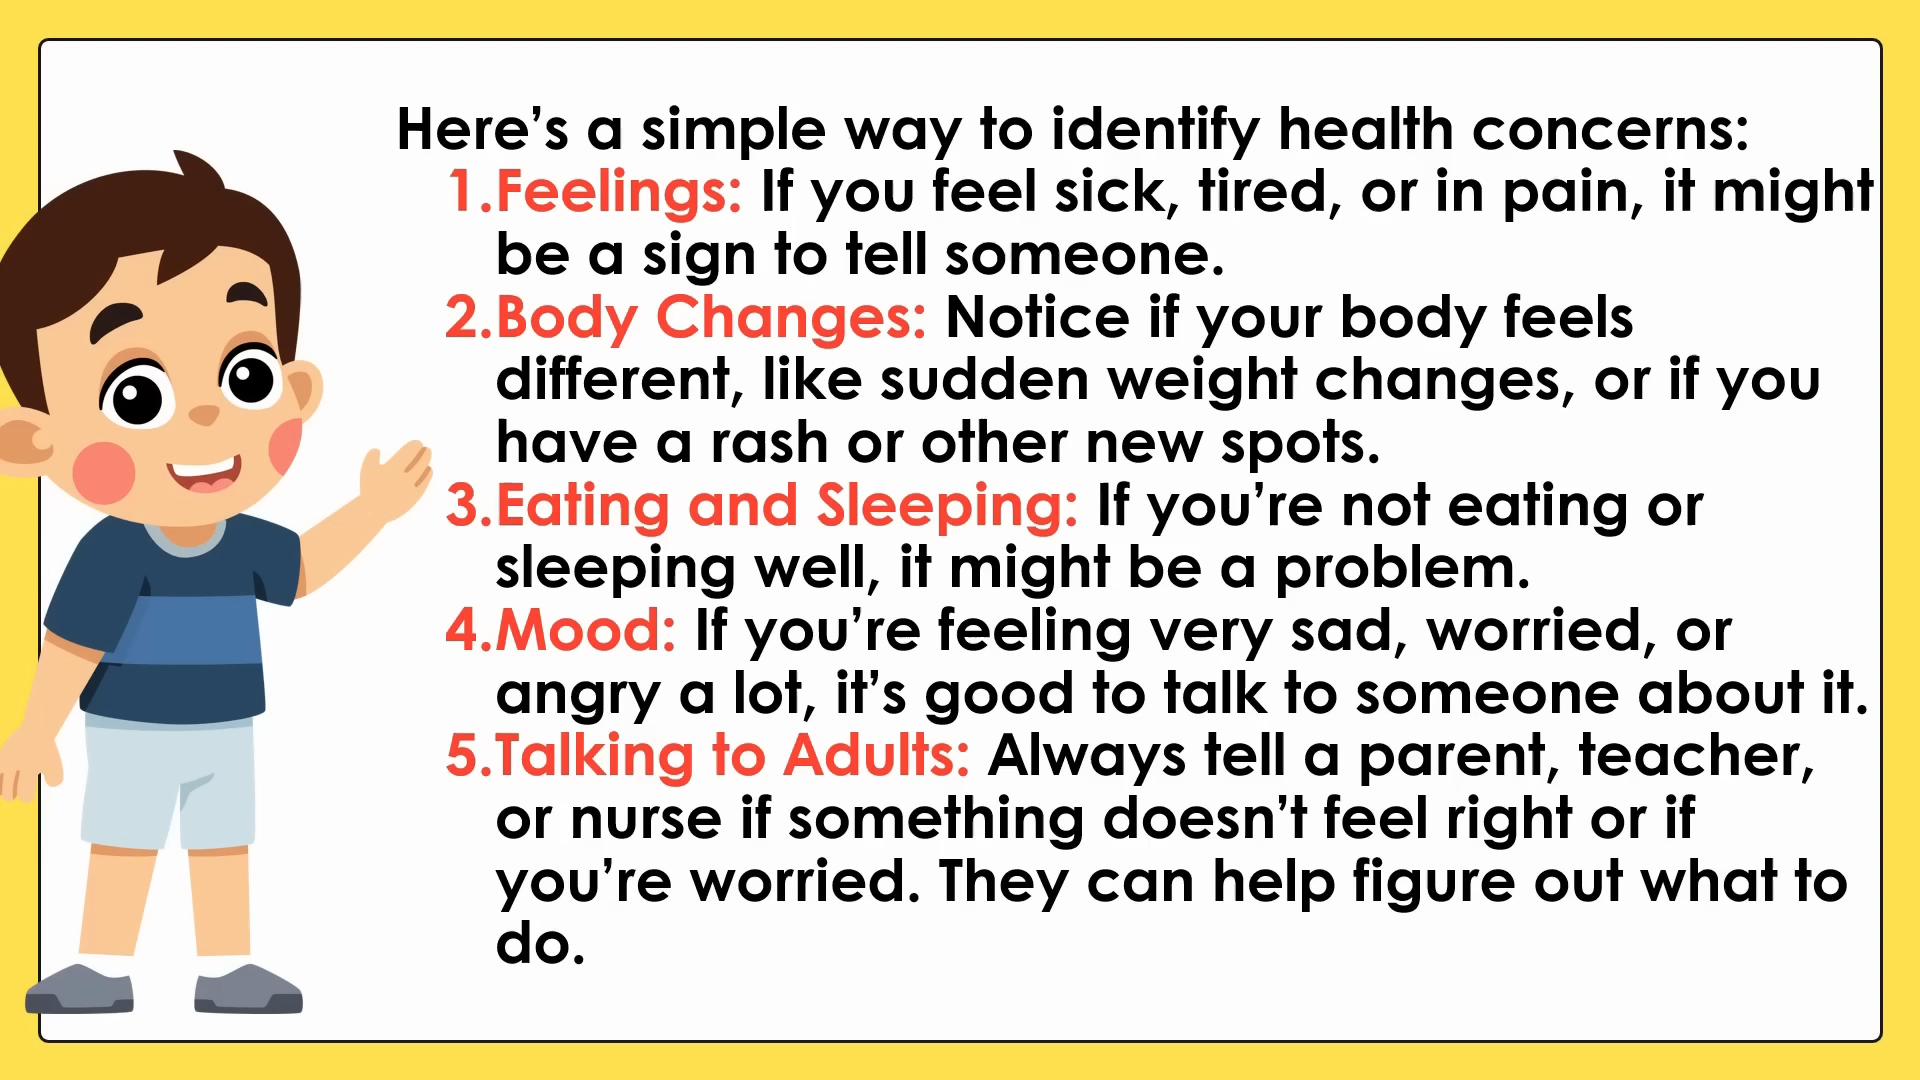 Here’s a simple way to identify health concerns:
1.Feelings: If you feel sick, tired, or in pain, it might
be a sign to tell someone.
2.Body Changes: Notice if your body feels
different, like sudden weight changes, or if you
have a rash or other new spots.
3.Eating and Sleeping: If you’re not eating or
sleeping well, it might be a problem.
4.Mood: If you’re feeling very sad, worried, or
angry a lot, it’s good to talk to someone about it.
5.Talking to Adults: Always tell a parent, teacher,
or nurse if something doesn’t feel right or if
you’re worried. They can help figure out what to
do.